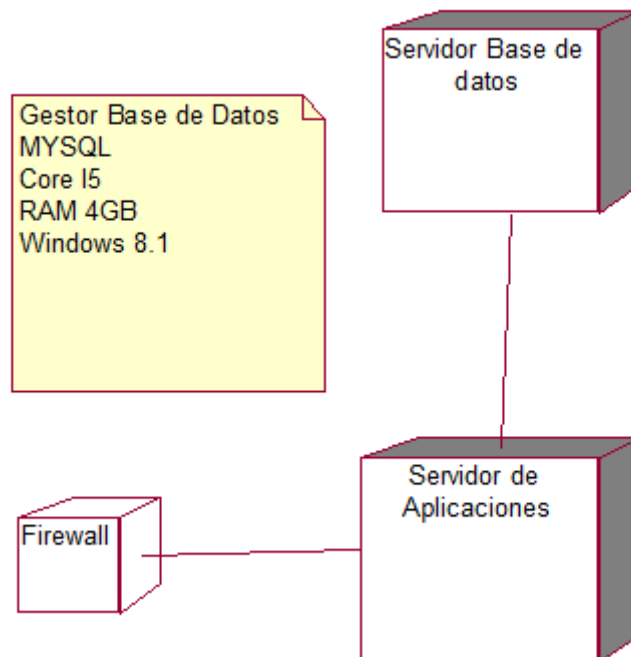 Servidor Base de
datos
Gestor Base de Datos
MYSQL
Core I5
RAM 4GB
Windows 8.1
Servidor de
Aplicaciones
Firewall